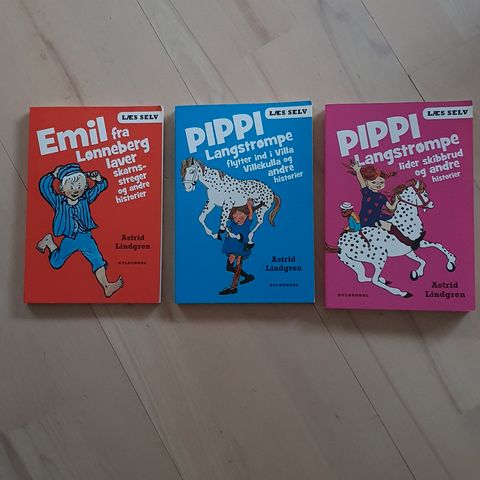 LÆS SELV
Emil fra
Lønneberg
laver
skarns-
streger
og andre
historier
Astrid
Lindgren
GYLDENDAL
LÆS SELV
PIPPI
Langstrømpe
flytter ind i Villa
Villekulla og
andre
historier
Astrid
Lindgren
GYLDENDAL
LÆS SELV
PIPPI
Langstrømpe
lider skibbrud
og andre
historier
Astrid
Lindgren
GYLDENDAL